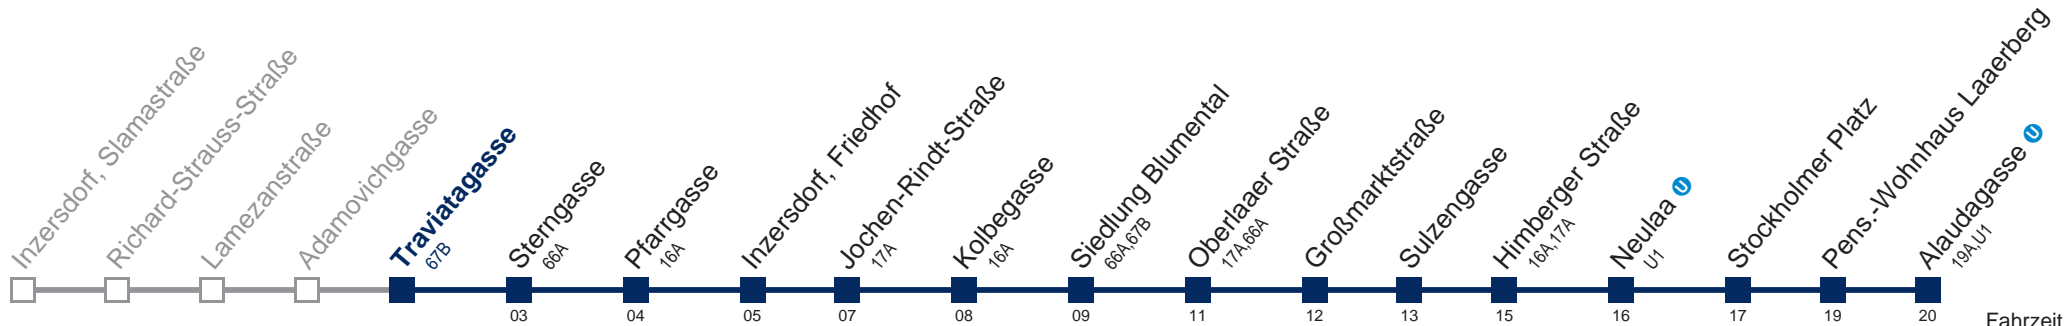 Inzersdorf, Slamastraße
Richard-Strauss-Straße
Lamezanstraße
Adamovichgasse
Traviatagasse
67B
Sterngasse
66A
Pfarrgasse
16A
Inzersdorf, Friedhof
Jochen-Rindt-Straße
17A
Kolbegasse
16A
Siedlung Blumental
66A,67B
Oberlaaer Straße
17A,66A
Großmarktstraße
Sulzengasse
Himberger Straße
16A,17A
Neulaa U
U1
Stockholmer Platz
Pens.-Wohnhaus Laaerberg
Alaudagasse U
19A,U1
03 04 05 07 08 09 11 12 13 15 16 17 19 20 Fahrzeit